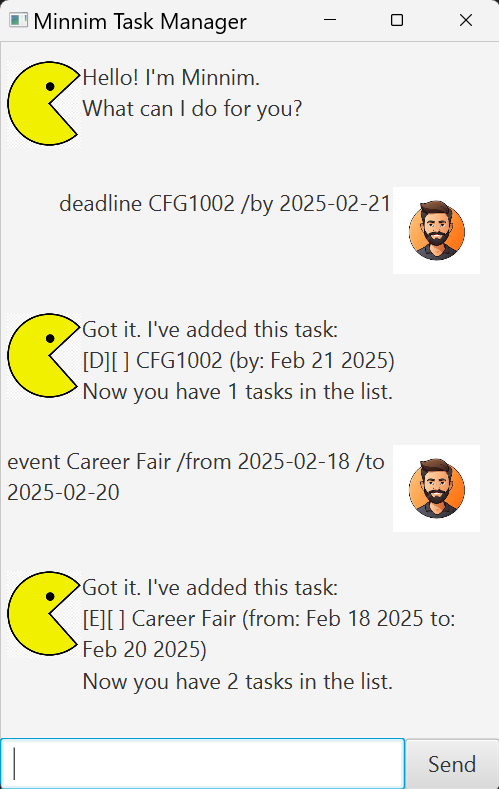 Minnim Task Manager
Hello! I'm Minnim.
What can I do for you?
deadline CFG1002 /by 2025-02-21
Got it. I've added this task:
[D][ ] CFG1002 (by: Feb 21 2025)
Now you have 1 tasks in the list.
event Career Fair /from 2025-02-18 /to
2025-02-20
Got it. I've added this task:
[E][ ] Career Fair (from: Feb 18 2025 to:
Feb 20 2025)
Now you have 2 tasks in the list.
Send